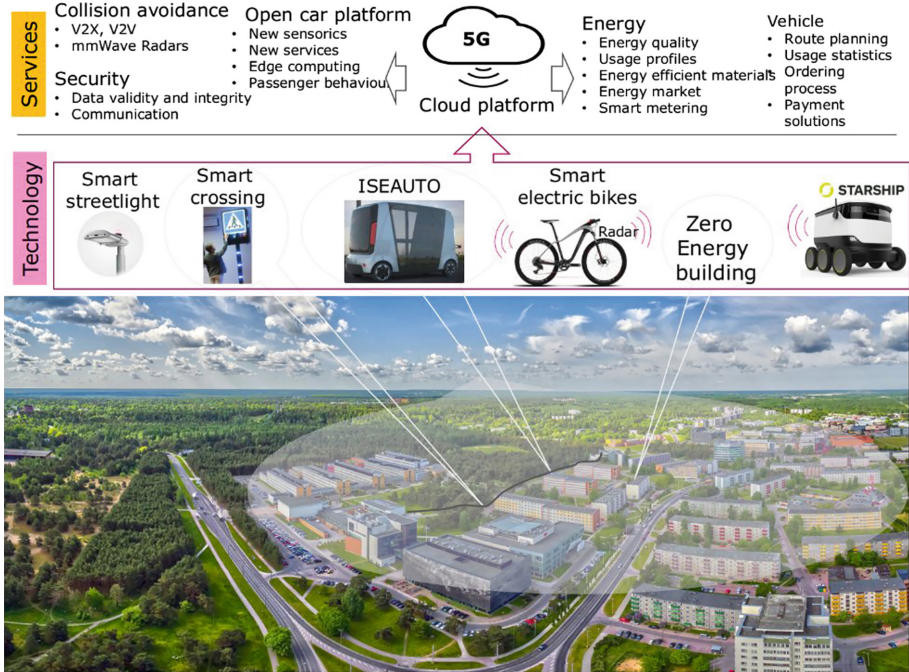 Services
Collision avoidance
• V2X, V2V
• mmWave Radars
Security
• Data validity and integrity
• Communication
Open car platform
• New sensorics
• New services
• Edge computing
• Passenger behaviour
5G
Cloud platform
Energy
• Energy quality
• Usage profiles
• Energy efficient materials
• Energy market
• Smart metering
Vehicle
• Route planning
• Usage statistics
• Ordering
process
• Payment
solutions
Technology
Smart
streetlight
Smart
crossing
ISEAUTO
Smart
electric bikes
Radar
Zero
Energy
building
STARSHIP